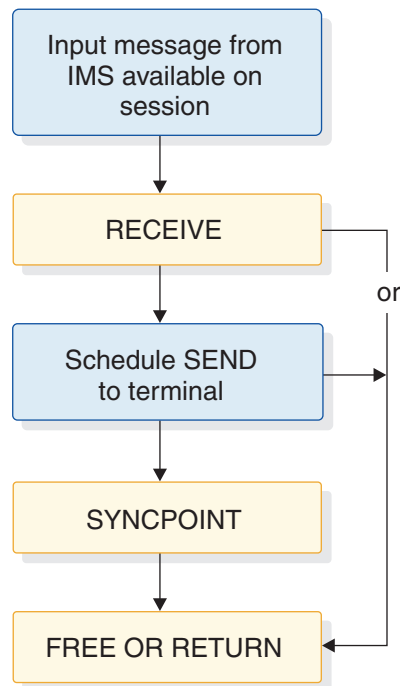 Input message from
IMS available on
session
RECEIVE
or
Schedule SEND
to terminal
SYNCPOINT
FREE OR RETURN